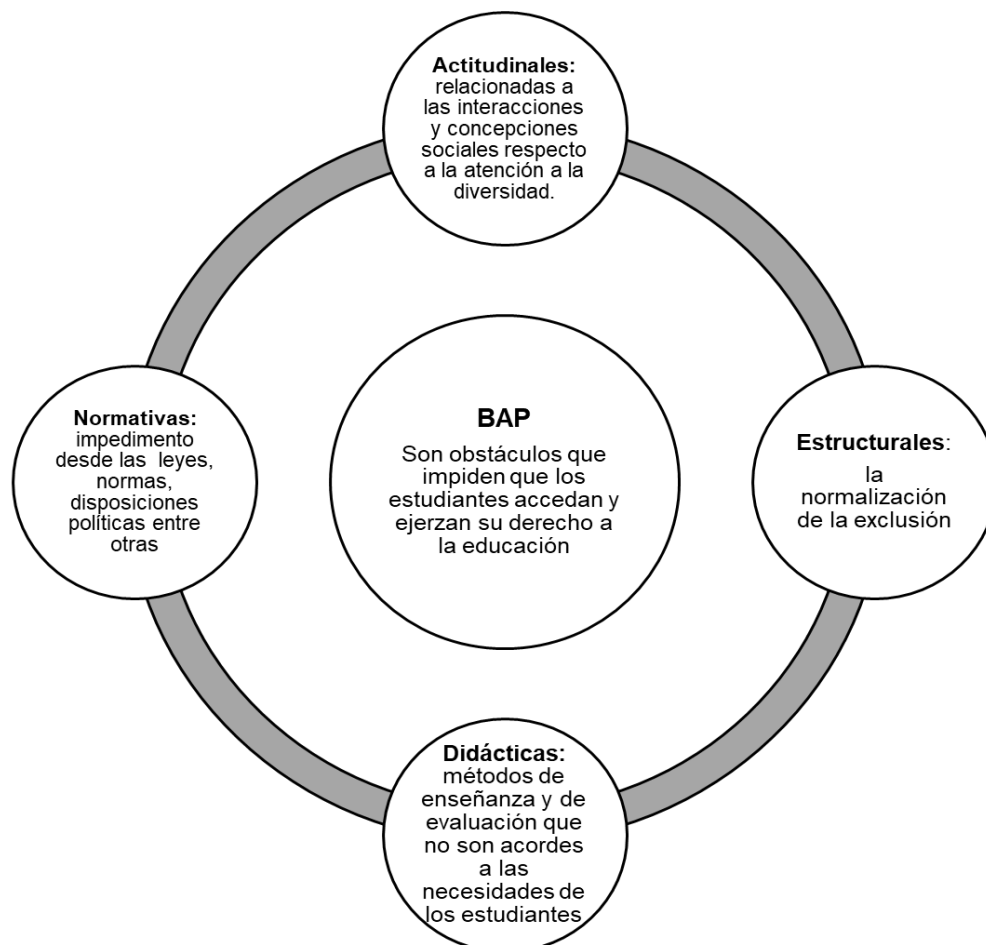 Actitudinales:
relacionadas a
las interacciones
y concepciones
sociales respecto
a la atención a la
diversidad.
Normativas:
impedimento
desde las leyes,
normas,
disposiciones
políticas entre
otras
BAP
Son obstáculos que
impiden que los
estudiantes accedan y
ejerzan su derecho a
la educación
Estructurales:
la
normalización
de la exclusión
Didácticas:
métodos de
enseñanza y de
evaluación que
no son acordes
a las
necesidades de
los estudiantes